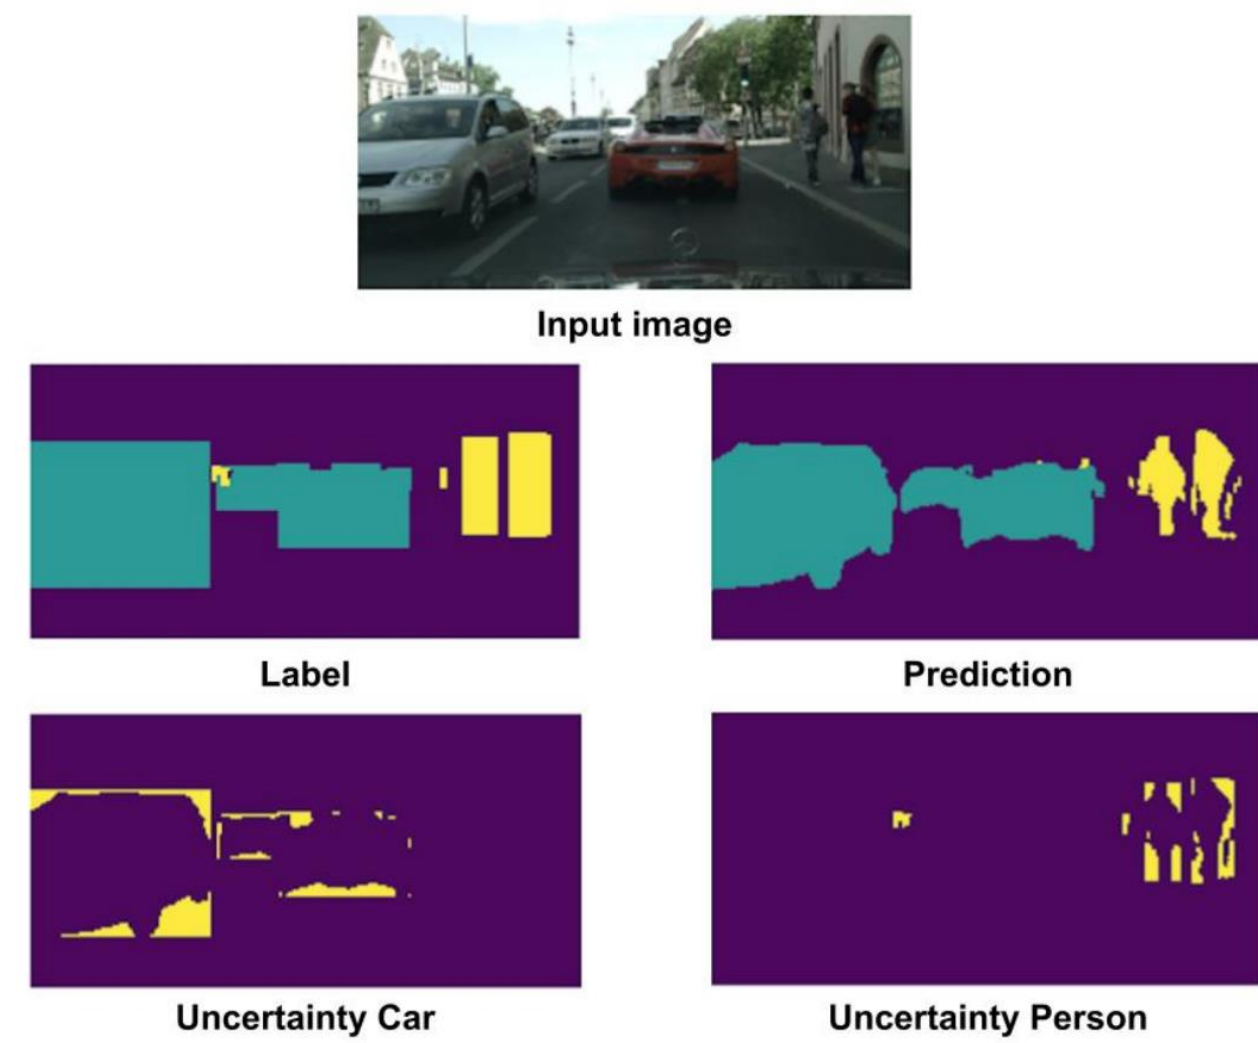 Input image
Label
Prediction
Uncertainty Car
Uncertainty Person